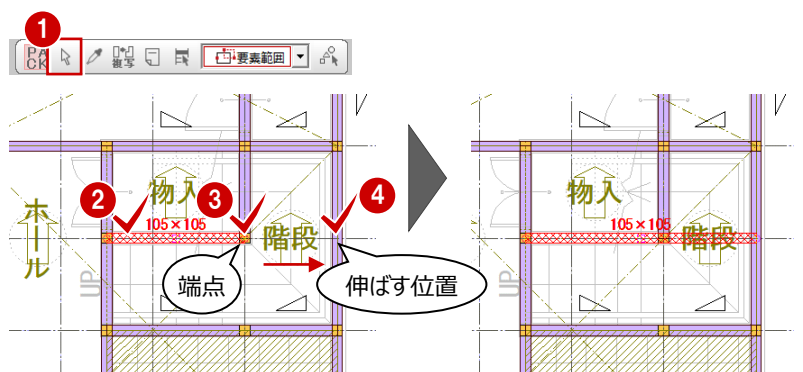 1
PA
CK
複写
要素範囲
2
物入
3
4
ホール
105×105
階段
UP
端点
伸ばす位置
物入
105×105
階段
UP